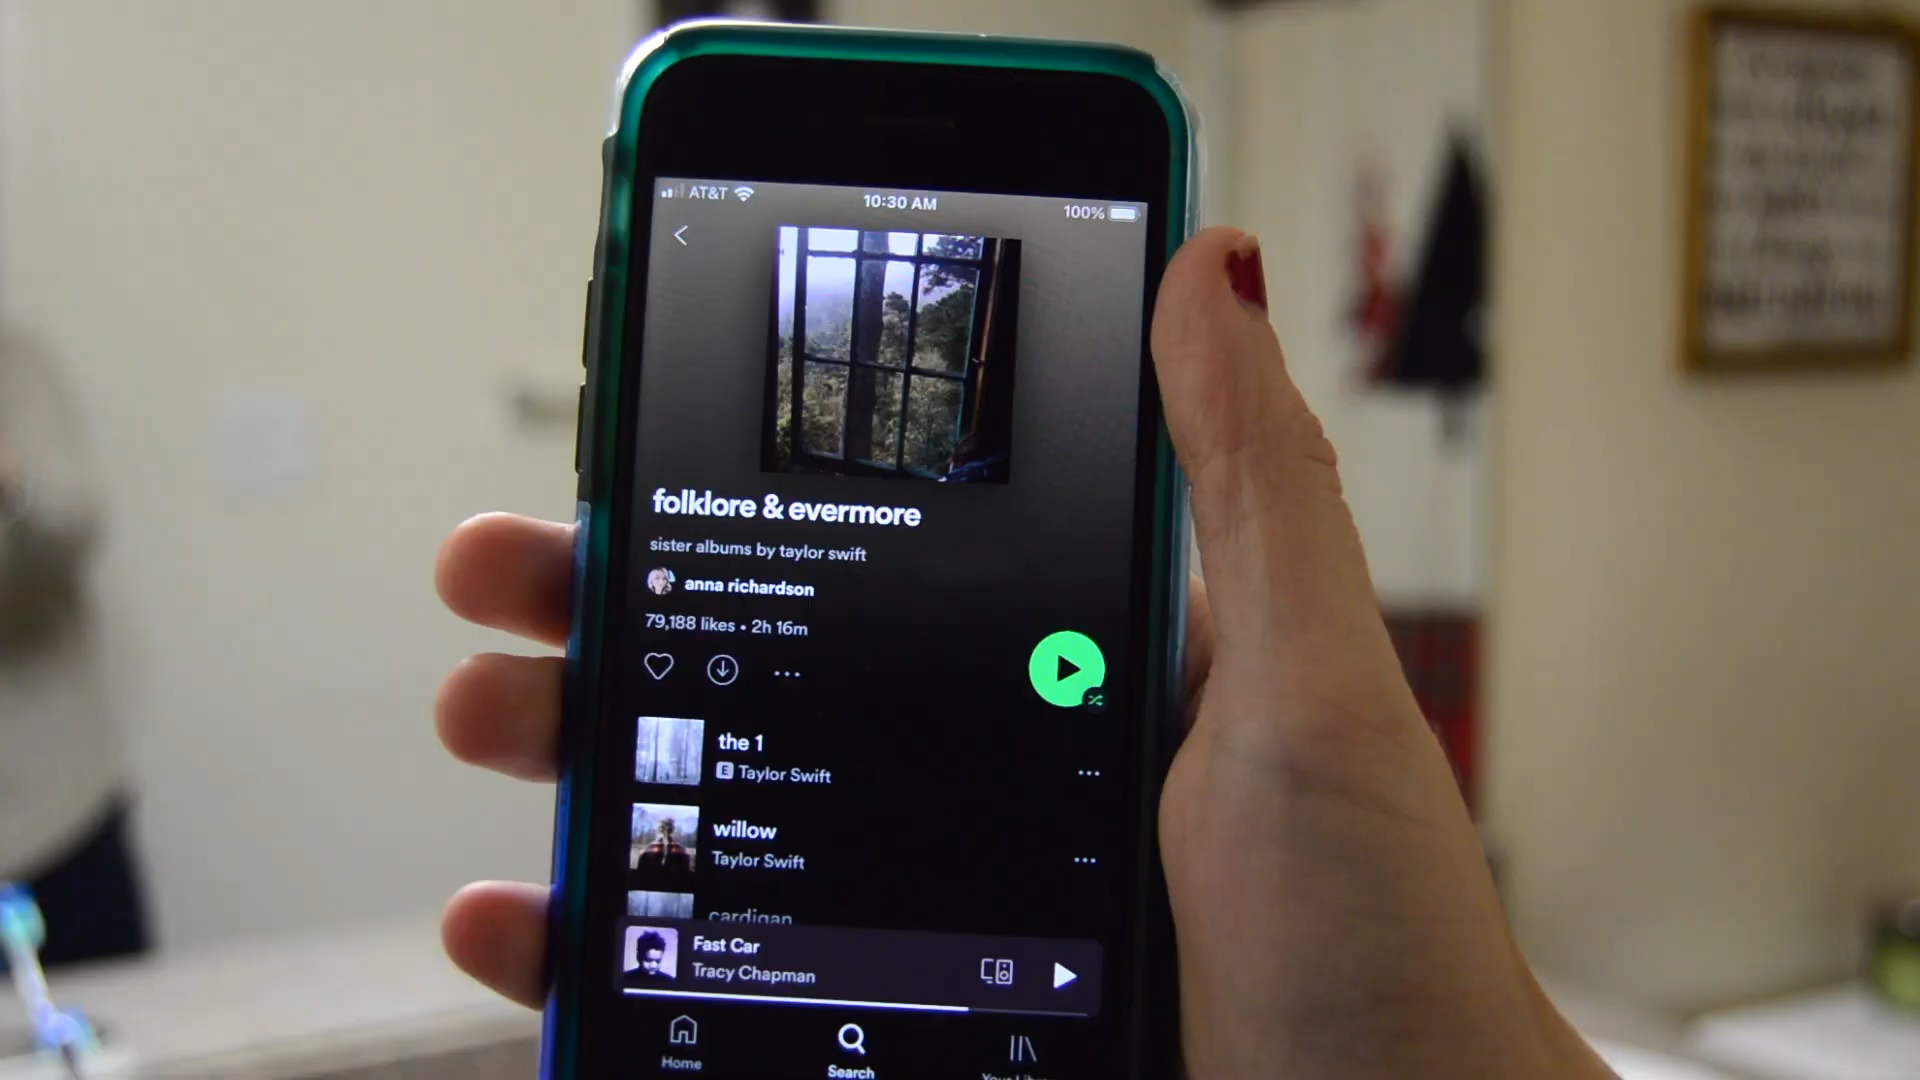 AT&T
10:30 AM
100%
folklore & evermore
sister albums by taylor swift
anna richardson
79,188 likes • 2h 16m
the 1
E Taylor Swift
willow
Taylor Swift
cardigan
Fast Car
Tracy Chapman
Home
Search